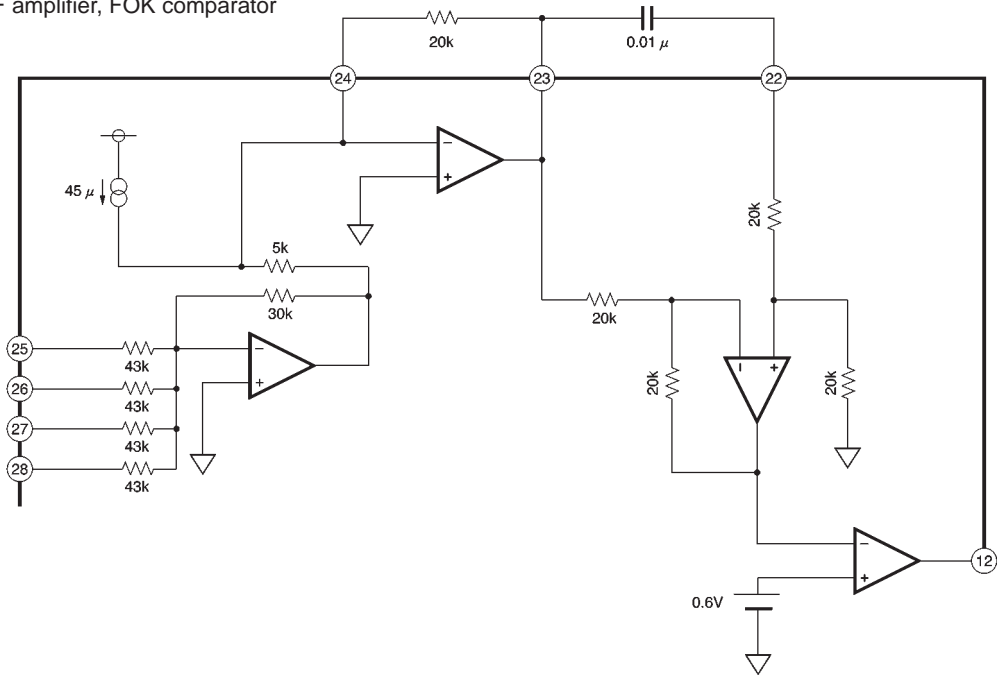 amplifier, FOK comparator
20k
0.01 μ
24
23
22
−
+
45 μ
20k
5k
30k
20k
25
43k
−
+
26
43k
27
43k
28
43k
20k
−
+
20k
−
+
12
0.6V